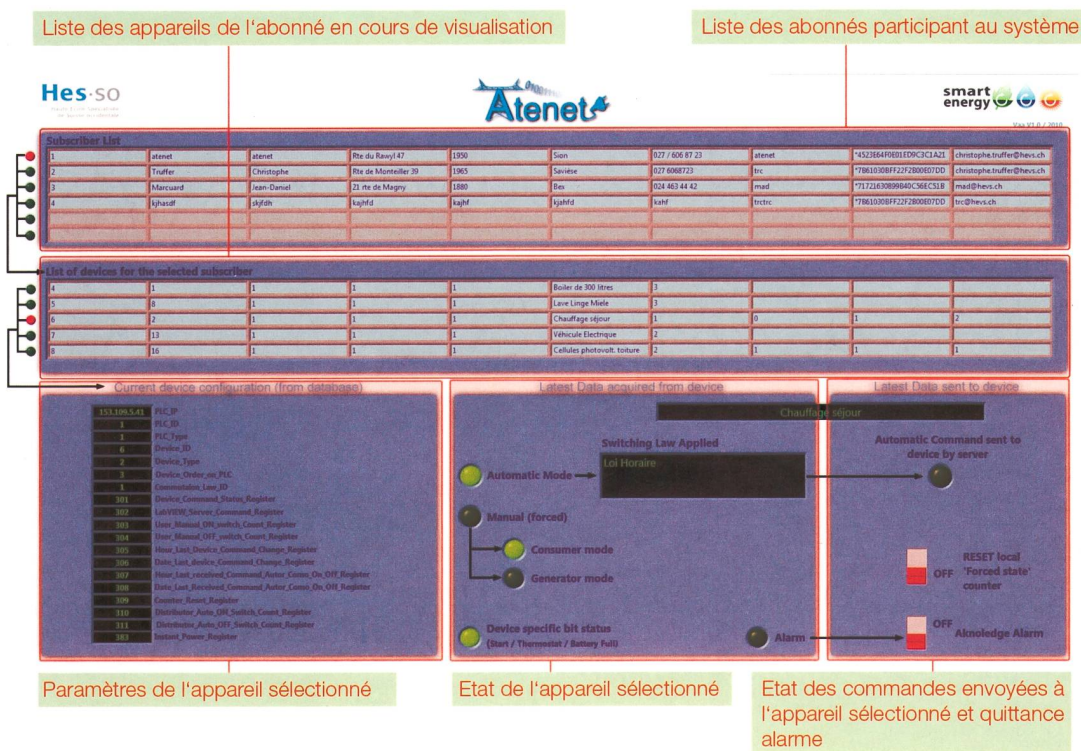 Liste des appareils de l'abonné en cours de visualisation
Liste des abonnés participant au système
Hes·so
Atenet
smart energy
Vaa V1.0 / 2010
Subscriber List
1 atenet atenet Rte du Rawyl 47 1950 Sion 027 / 606 87 23 atenet *4523E64F0E01ED9C3C1A21 christophe.truffer@hevs.ch
2 Truffer Christophe Rte de Monteiller 39 1965 Savièse 027 6068723 trc *7B61030BFF22F2B00E07DD christophe.truffer@hevs.ch
3 Marcuard Jean-Daniel 21 rte de Magny 1880 Bex 024 463 44 42 mad mad@hevs.ch
4 kjhasdf skjfdh kajhfd kajhf kjahfd kahf trctrc *7B61030BFF22F2B00E07DD trc@hevs.ch
List of devices for the selected subscriber
4 1 1 1 1 Boiler de 300 litres 3
5 8 1 1 1 Lave Linge Miele 3
6 2 1 1 1 Chauffage séjour 1 0 1 2
7 13 1 1 1 Véhicule Electrique 2
8 16 1 1 1 Cellules photovolt. toiture 2 1 1 1
Current device configuration (from database)
153.109.5.41 PLC_IP
1 PLC_ID
1 PLC_Type
6 Device_ID
2 Device_Type
3 Device_Order_on_PLC
1 Commutaion_Law_ID
301 Device_Command_Status_Register
302 LabVIEW_Server_Command_Register
303 User_Manual_ON_switch_Count_Register
304 User_Manual_OFF_switch_Count_Register
305 Hour_Last_Device_Command_Change_Register
306 Date_Last_device_Command_Change_Register
307 Hour_Last_received_Command_Autor_Comm_On_Off_Register
308 Date_Last_Received_Command_Autor_Comm_On_Off_Register
309 Counter_Reset_Register
310 Distributor_Auto_ON_Switch_Count_Register
311 Distributor_Auto_OFF_Switch_Count_Register
383 Instant_Power_Register
Latest Data acquired from device
Chauffage séjour
Switching Law Applied
Automatic Mode
Loi Horaire
Manual (forced)
Consumer mode
Generator mode
Device specific bit status
(Start / Thermostat / Battery Full)
Alarm
Latest Data sent to device
Automatic Command sent to
device by server
RESET local
'Forced state'
counter
OFF
OFF
Aknoledge Alarm
Paramètres de l'appareil sélectionné
Etat de l'appareil sélectionné
Etat des commandes envoyées à
l'appareil sélectionné et quittance
alarme